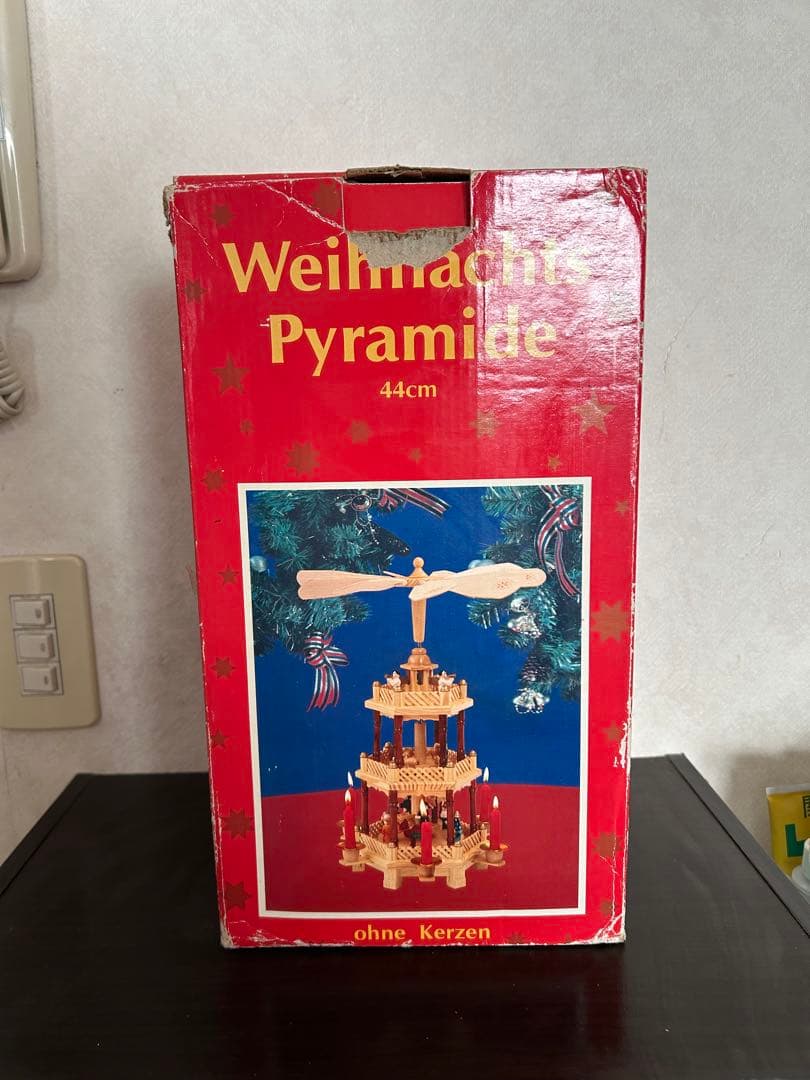 Weihnachts
Pyramide
44cm
ohne Kerzen